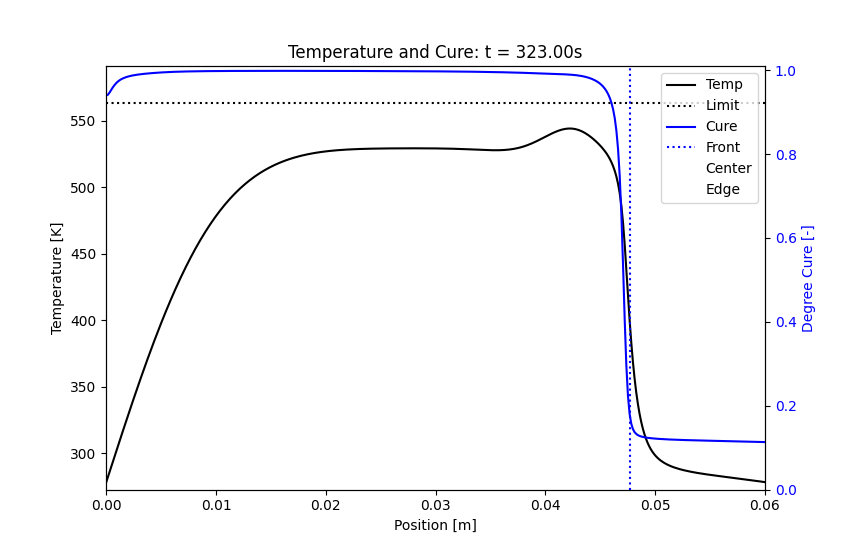 Temperature and Cure: t = 323.00s
Temp
Limit
Cure
Front
Center
Edge
Temperature [K]
550
500
450
400
350
300
Degree Cure [-]
1.0
0.8
0.6
0.4
0.2
0.0
0.00 0.01 0.02 0.03 0.04 0.05 0.06
Position [m]